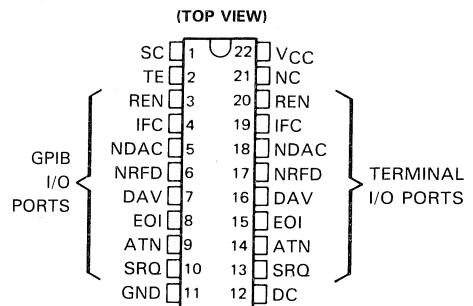 (TOP VIEW)
SC 1 22 VCC
TE 2 21 NC
REN 3 20 REN
IFC 4 19 IFC
NDAC 5 18 NDAC
NRFD 6 17 NRFD
DAV 7 16 DAV
EOI 8 15 EOI
ATN 9 14 ATN
SRQ 10 13 SRQ
GND 11 12 DC
GPIB
I/O
PORTS
TERMINAL
I/O PORTS